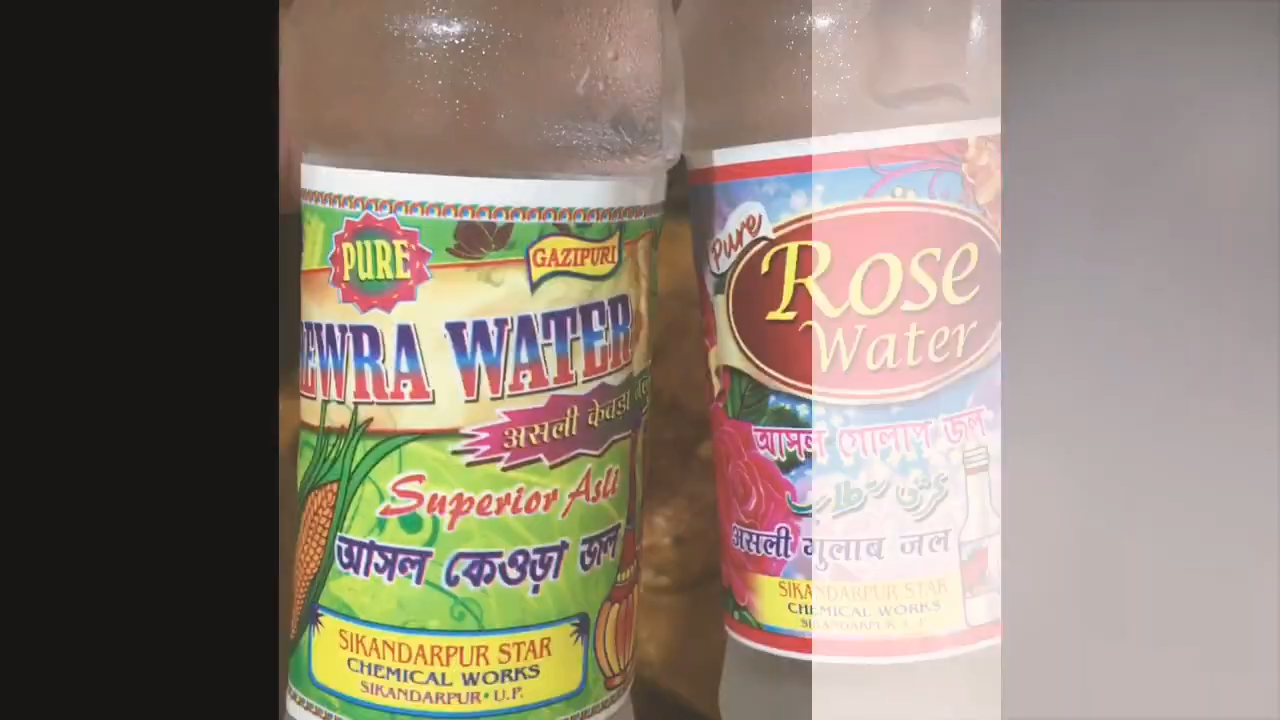 PURE
GAZIPURI
EWRA WATER
असली केवड़ा
Superior Asli
আসল কেওড়া জল
SIKANDARPUR STAR
CHEMICAL WORKS
SIKANDARPUR • U.P.
Pure
Rose
Water
আসল গোলাপ জল
असली गुलाब जल
SIKANDARPUR STAR
CHEMICAL WORKS
SIKANDARPUR U.P.